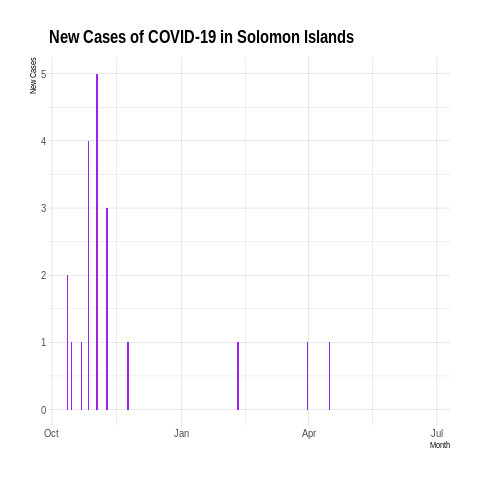 New Cases of COVID-19 in Solomon Islands
New Cases
5
4
3
2
1
0
Oct
Jan
Apr
Jul
Month